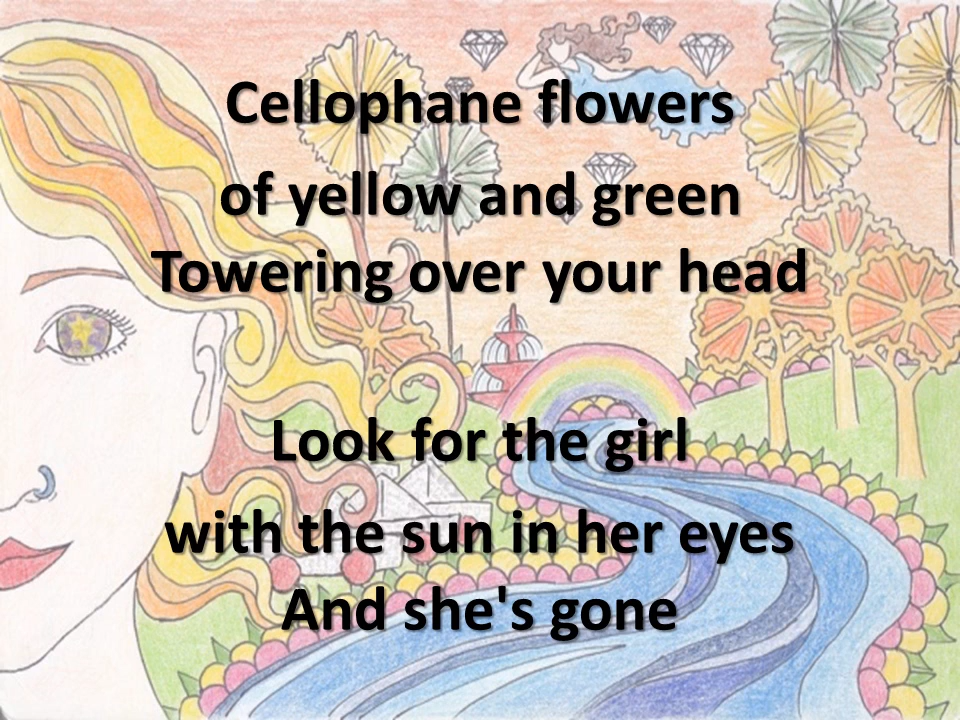 Cellophane flowers
of yellow and green
Towering over your head
Look for the girl
with the sun in her eyes
And she's gone